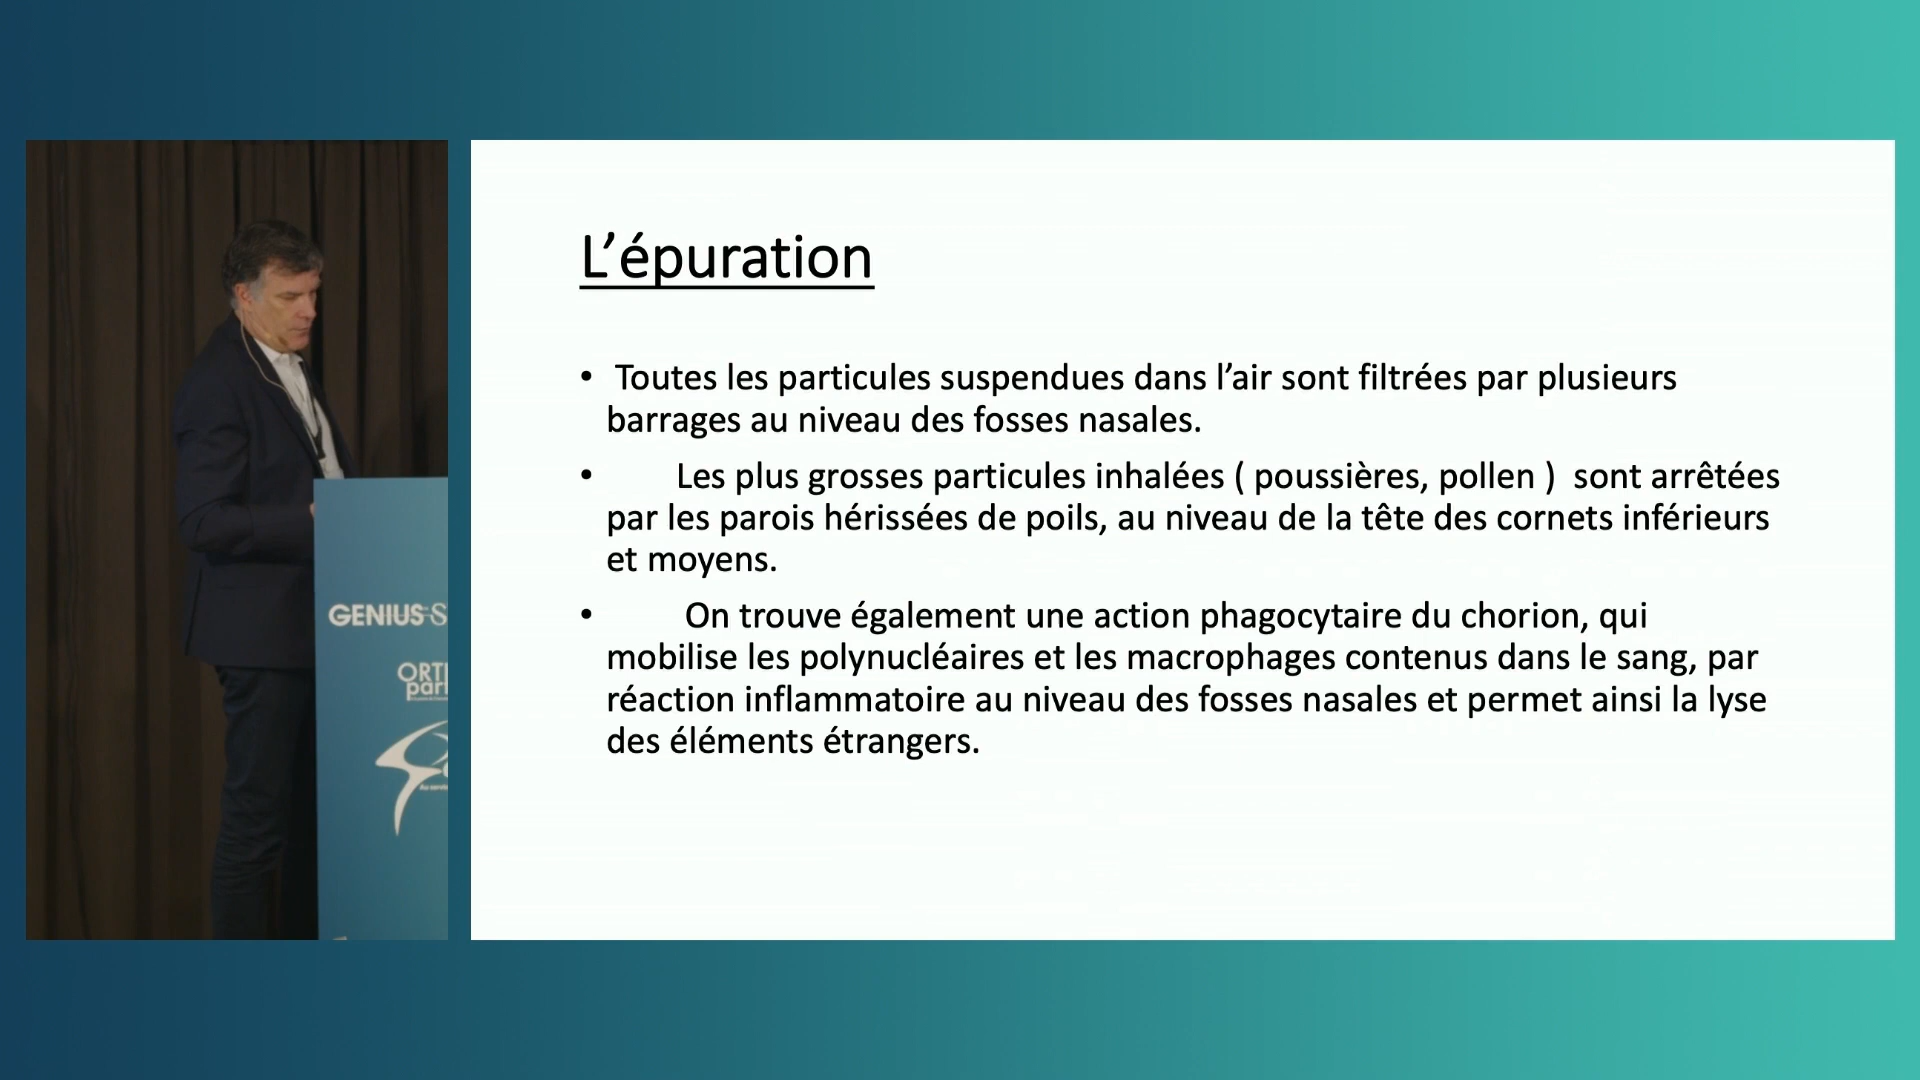 L’épuration
• Toutes les particules suspendues dans l’air sont filtrées par plusieurs
barrages au niveau des fosses nasales.
• Les plus grosses particules inhalées ( poussières, pollen ) sont arrêtées
par les parois hérissées de poils, au niveau de la tête des cornets inférieurs
et moyens.
• On trouve également une action phagocytaire du chorion, qui
mobilise les polynucléaires et les macrophages contenus dans le sang, par
réaction inflammatoire au niveau des fosses nasales et permet ainsi la lyse
des éléments étrangers.
GENIUS-S
ORT
part